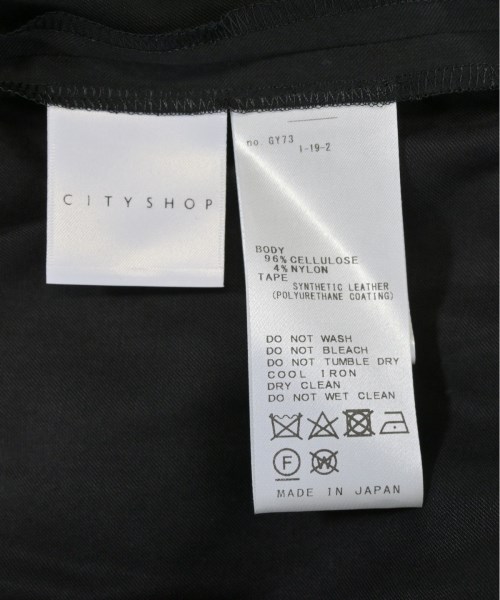 CITYSHOP
no. GY73
1-19-2
BODY
96% CELLULOSE
4% NYLON
TAPE
SYNTHETIC LEATHER
(POLYURETHANE COATING)
DO NOT WASH
DO NOT BLEACH
DO NOT TUMBLE DRY
COOL IRON
DRY CLEAN
DO NOT WET CLEAN
F W
MADE IN JAPAN